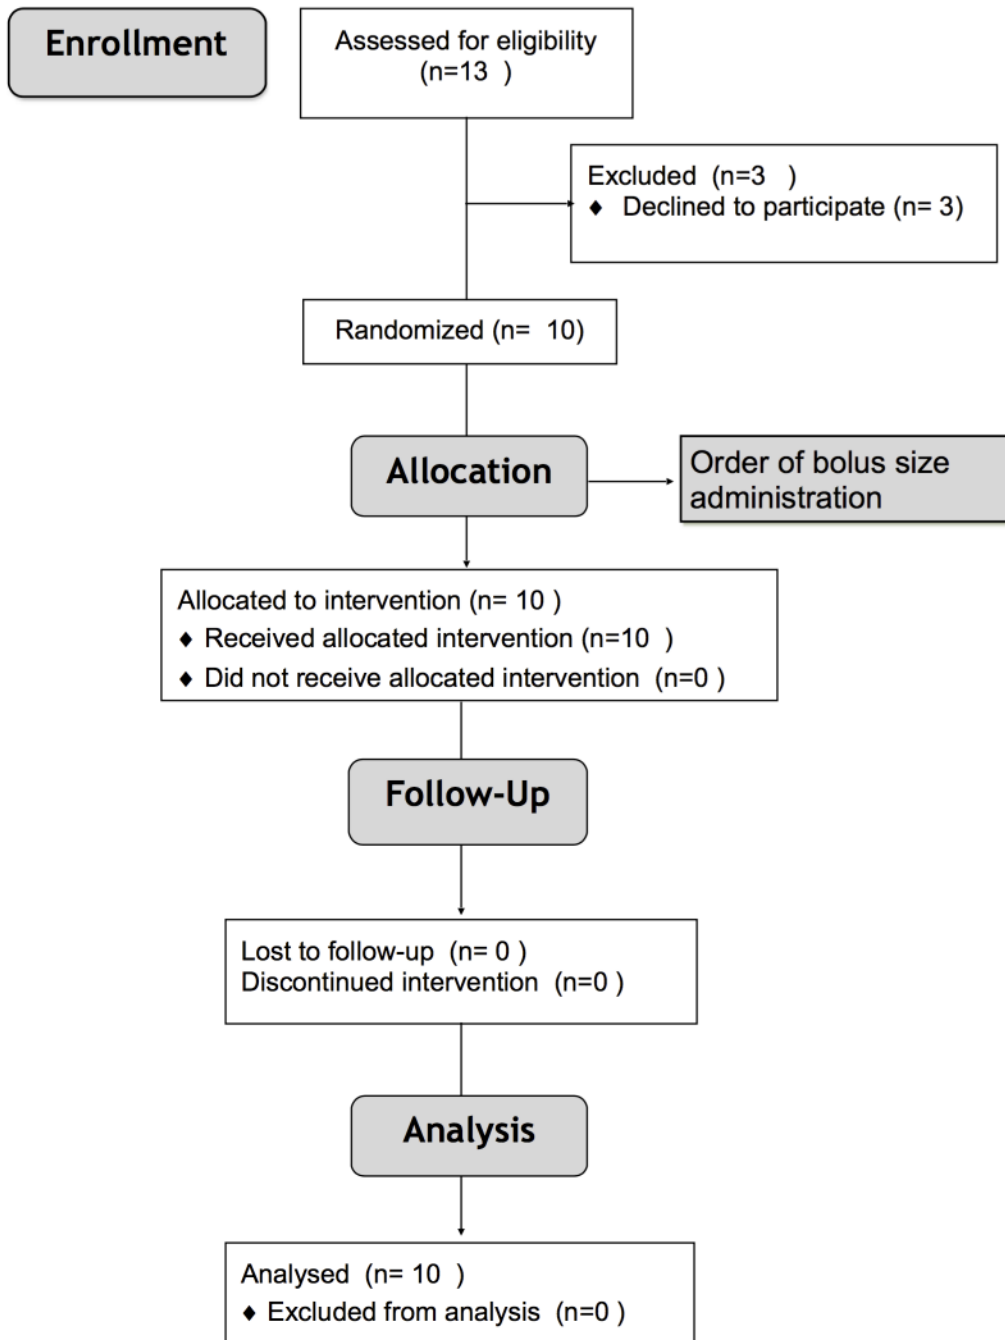 Enrollment
Assessed for eligibility
(n=13  )
Excluded  (n=3   )
♦ Declined to participate (n= 3)
Randomized (n=  10)
Allocation
Order of bolus size
administration
Allocated to intervention (n= 10 )
♦ Received allocated intervention (n=10  )
♦ Did not receive allocated intervention  (n=0 )
Follow-Up
Lost to follow-up  (n= 0 )
Discontinued intervention  (n=0 )
Analysis
Analysed  (n= 10  )
♦ Excluded from analysis  (n=0 )